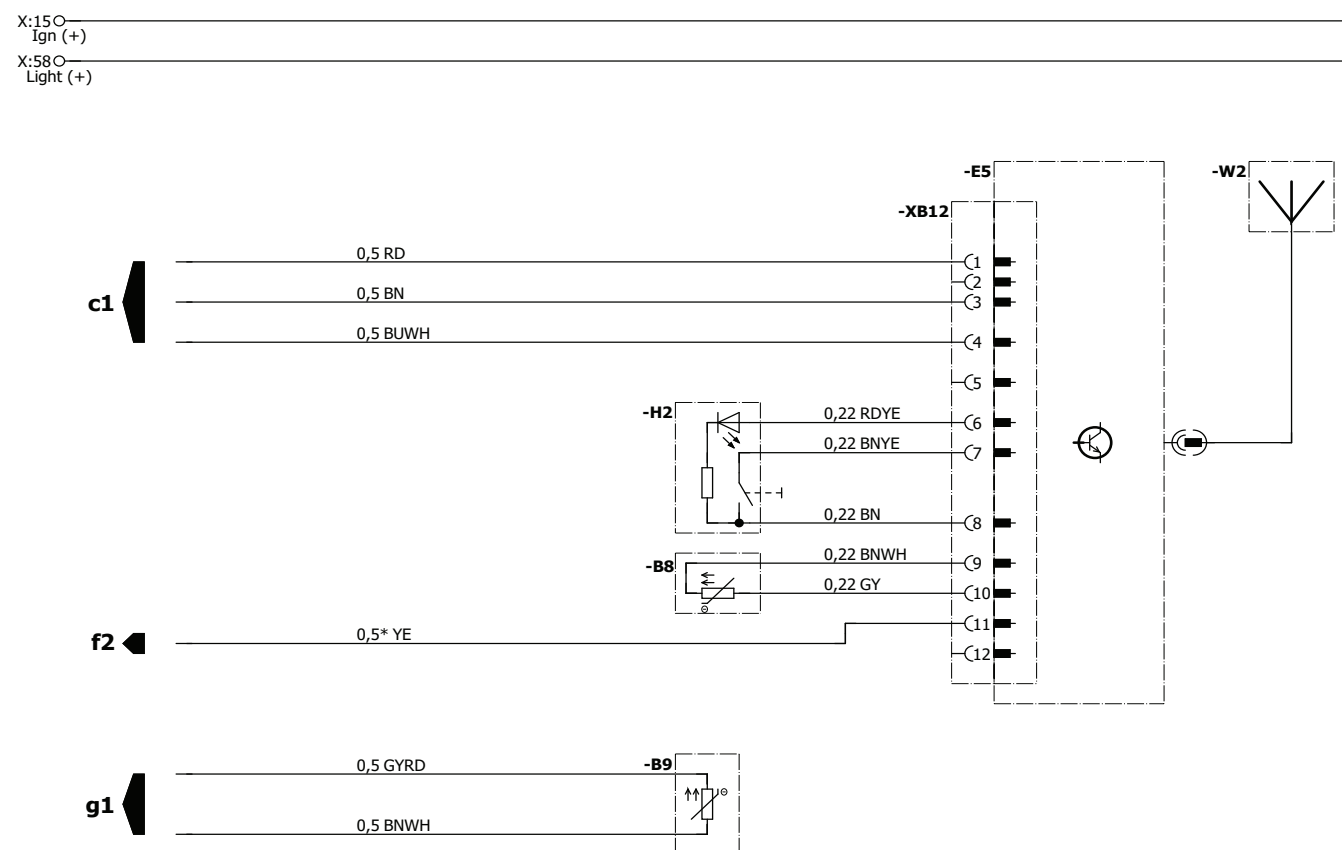 X:15
Ign (+)
X:58
Light (+)
-E5
-W2
-XB12
0,5 RD
1
2
c1
0,5 BN
3
0,5 BUWH
4
5
-H2
0,22 RDYE
6
0,22 BNYE
7
0,22 BN
8
-B8
0,22 BNWH
9
0,22 GY
10
11
f2
0,5* YE
12
0,5 GYRD
-B9
g1
0,5 BNWH